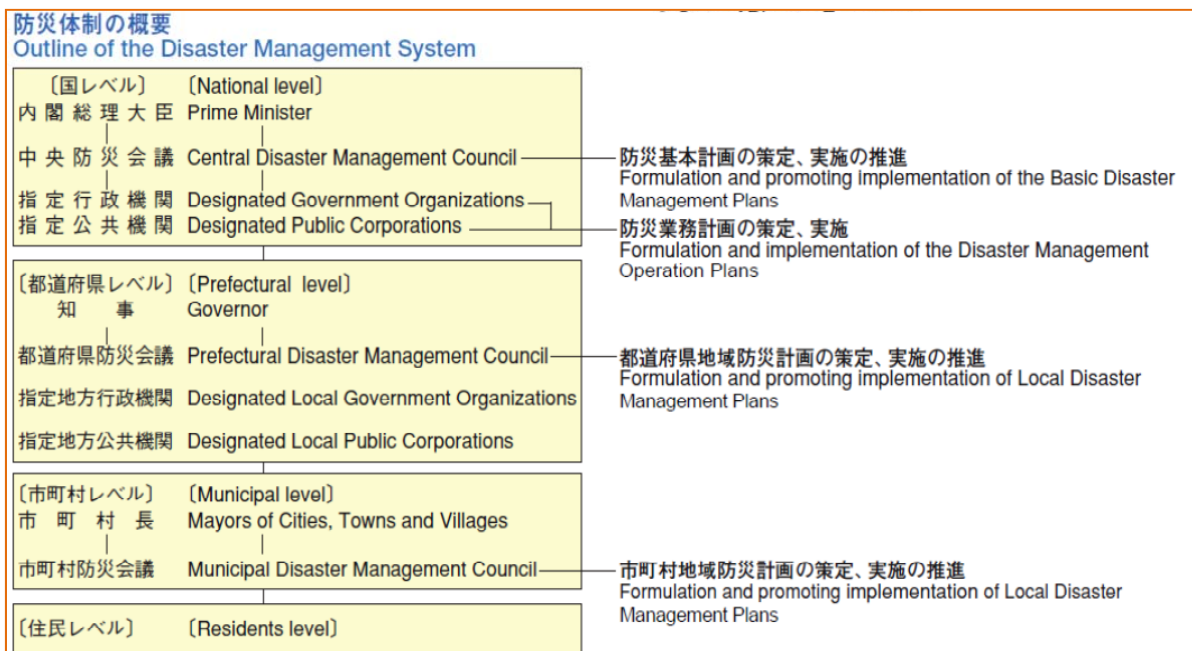 防災体制の概要
Outline of the Disaster Management System
〔国レベル〕 〔National level〕
内閣総理大臣 Prime Minister
中央防災会議 Central Disaster Management Council
防災基本計画の策定、実施の推進
Formulation and promoting implementation of the Basic Disaster
Management Plans
指定行政機関 Designated Government Organizations
指定公共機関 Designated Public Corporations
防災業務計画の策定、実施
Formulation and implementation of the Disaster Management
Operation Plans
〔都道府県レベル〕 〔Prefectural level〕
知事 Governor
都道府県防災会議 Prefectural Disaster Management Council
都道府県地域防災計画の策定、実施の推進
Formulation and promoting implementation of Local Disaster
Management Plans
指定地方行政機関 Designated Local Government Organizations
指定地方公共機関 Designated Local Public Corporations
〔市町村レベル〕 〔Municipal level〕
市町村長 Mayors of Cities, Towns and Villages
市町村防災会議 Municipal Disaster Management Council
市町村地域防災計画の策定、実施の推進
Formulation and promoting implementation of Local Disaster
Management Plans
〔住民レベル〕 〔Residents level〕